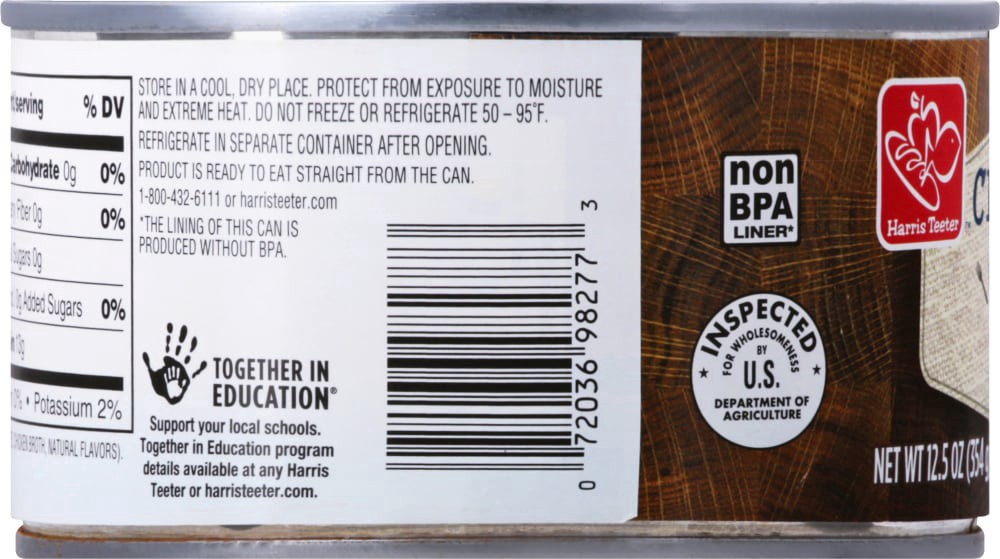 serving % DV
Carbohydrate 0g 0%
Fiber 0g 0%
Sugars 0g
0g Added Sugars 0%
13g
0% • Potassium 2%
BROTH, NATURAL FLAVORS).
STORE IN A COOL, DRY PLACE. PROTECT FROM EXPOSURE TO MOISTURE
AND EXTREME HEAT. DO NOT FREEZE OR REFRIGERATE 50 – 95°F.
REFRIGERATE IN SEPARATE CONTAINER AFTER OPENING.
PRODUCT IS READY TO EAT STRAIGHT FROM THE CAN.
1-800-432-6111 or harristeeter.com
*THE LINING OF THIS CAN IS
PRODUCED WITHOUT BPA.
TOGETHER IN
EDUCATION®
Support your local schools.
Together in Education program
details available at any Harris
Teeter or harristeeter.com.
0 72036 98277 3
non
BPA
LINER*
INSPECTED
FOR WHOLESOMENESS
BY
U.S.
DEPARTMENT OF
AGRICULTURE
Harris Teeter
NET WT 12.5 OZ (354 g